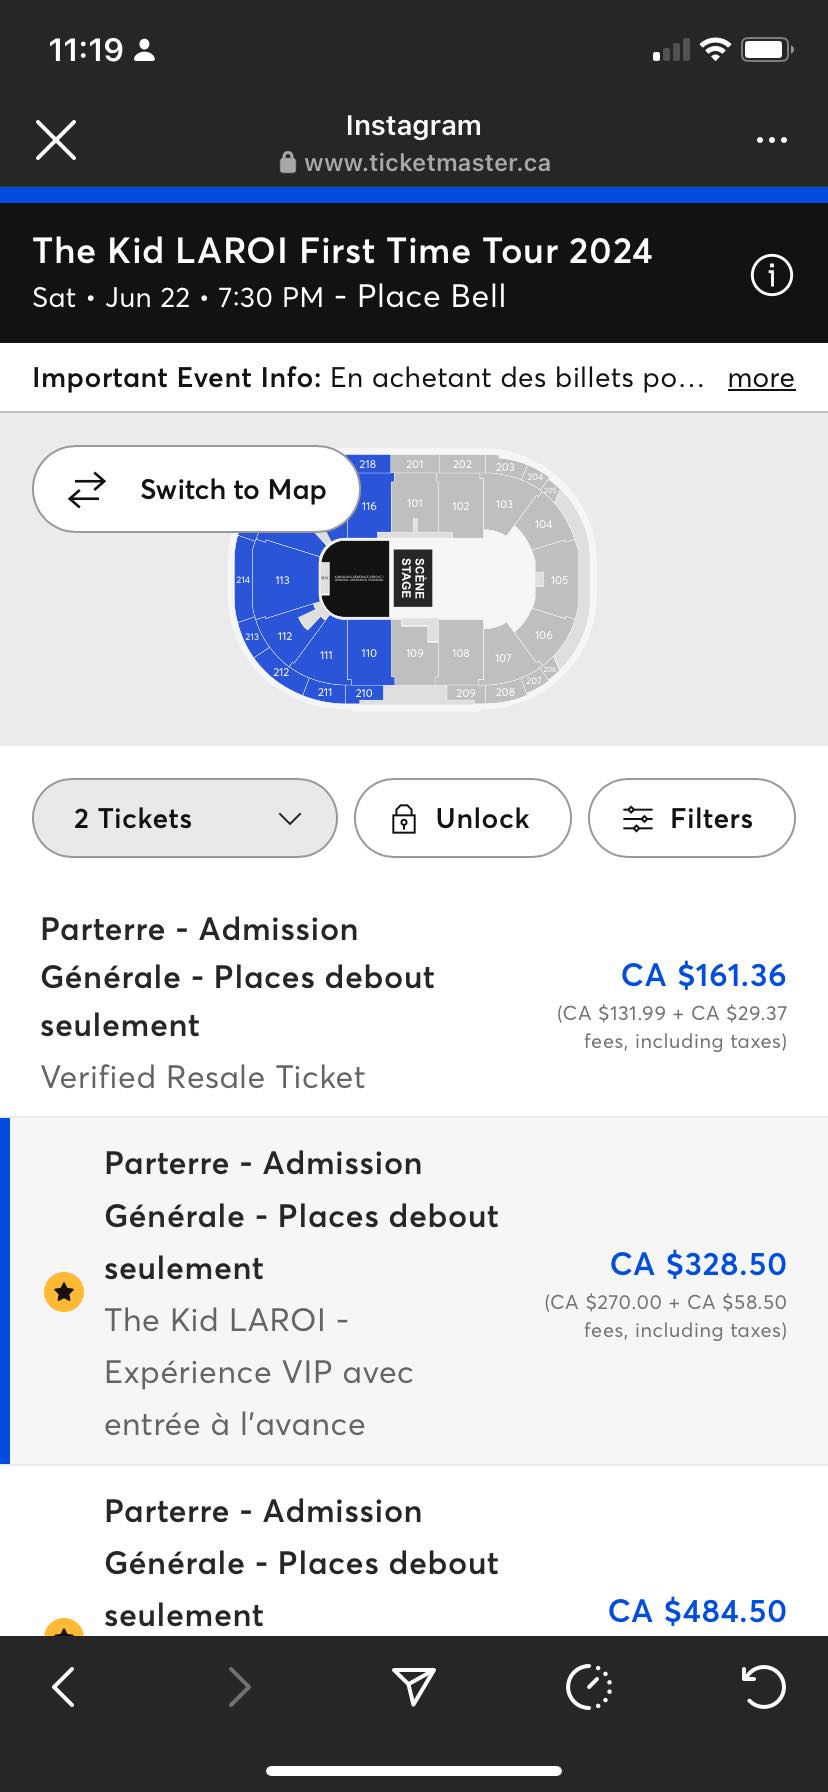 11:19
Instagram
www.ticketmaster.ca
The Kid LAROI First Time Tour 2024
Sat • Jun 22 • 7:30 PM - Place Bell
Important Event Info: En achetant des billets po... more
Switch to Map
218 201 202 203 204 205
116 101 102 103 104
214 113 105
SCÈNE
STAGE
213 112 106
111 110 109 108 107
212 206
207
211 210 209 208
2 Tickets
Unlock
Filters
Parterre - Admission
Générale - Places debout
seulement
Verified Resale Ticket
CA $161.36
(CA $131.99 + CA $29.37
fees, including taxes)
Parterre - Admission
Générale - Places debout
seulement
The Kid LAROI -
Expérience VIP avec
entrée à l'avance
CA $328.50
(CA $270.00 + CA $58.50
fees, including taxes)
Parterre - Admission
Générale - Places debout
seulement
CA $484.50